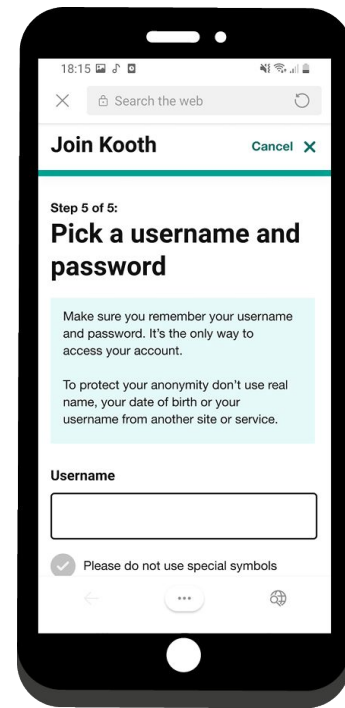 18:15
Search the web
Join Kooth
Cancel X
Step 5 of 5:
Pick a username and
password
Make sure you remember your username
and password. It's the only way to
access your account.
To protect your anonymity don't use real
name, your date of birth or your
username from another site or service.
Username
Please do not use special symbols